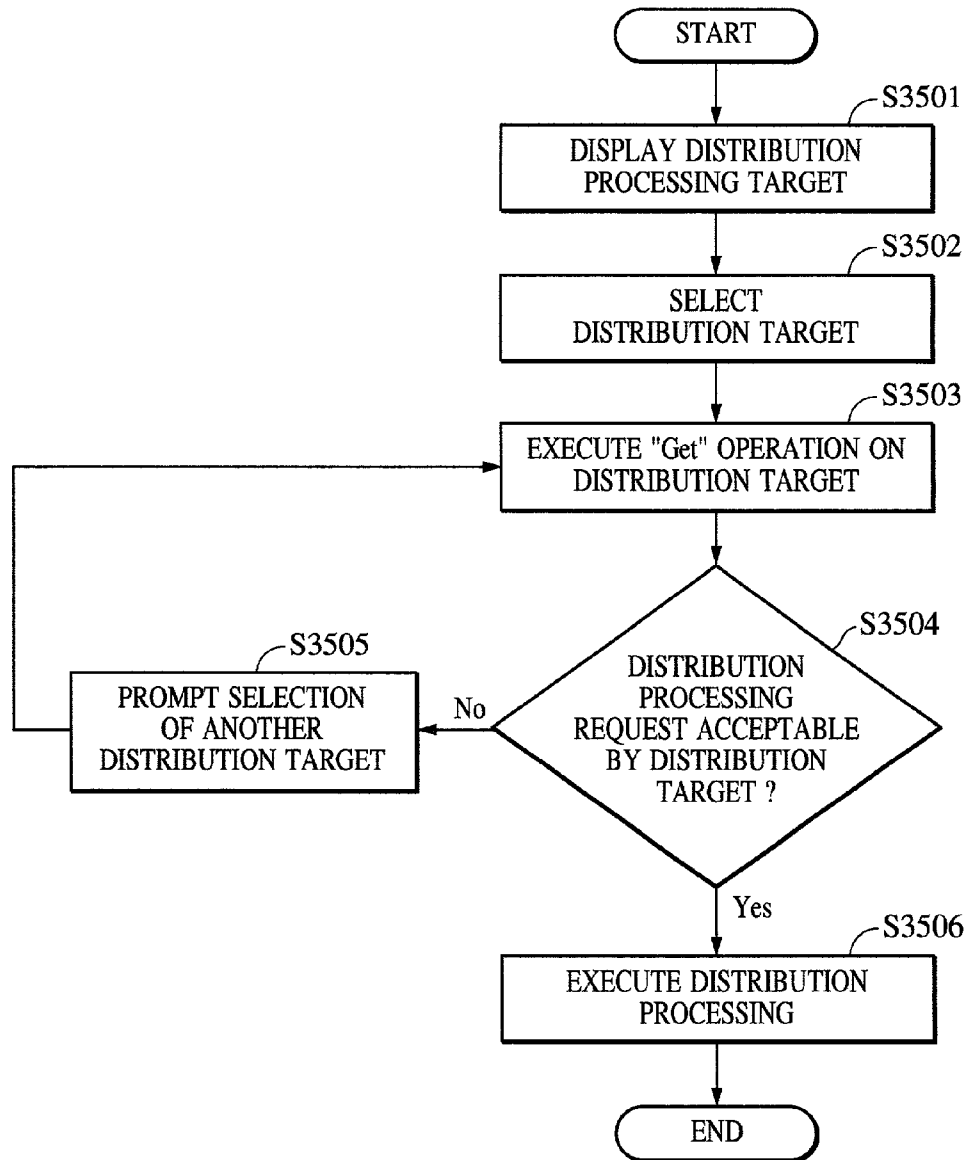 START
S3501
DISPLAY DISTRIBUTION
PROCESSING TARGET
S3502
SELECT
DISTRIBUTION TARGET
S3503
EXECUTE "Get" OPERATION ON
DISTRIBUTION TARGET
S3504
DISTRIBUTION
PROCESSING
REQUEST ACCEPTABLE
BY DISTRIBUTION
TARGET ?
No
S3505
PROMPT SELECTION
OF ANOTHER
DISTRIBUTION TARGET
Yes
S3506
EXECUTE DISTRIBUTION
PROCESSING
END